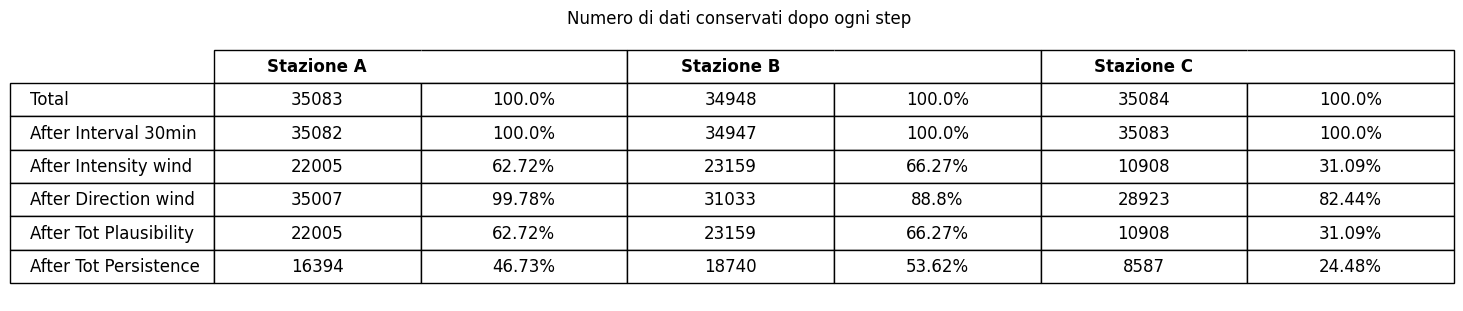 Numero di dati conservati dopo ogni step
Stazione A Stazione B Stazione C
Total 35083 100.0% 34948 100.0% 35084 100.0%
After Interval 30min 35082 100.0% 34947 100.0% 35083 100.0%
After Intensity wind 22005 62.72% 23159 66.27% 10908 31.09%
After Direction wind 35007 99.78% 31033 88.8% 28923 82.44%
After Tot Plausibility 22005 62.72% 23159 66.27% 10908 31.09%
After Tot Persistence 16394 46.73% 18740 53.62% 8587 24.48%